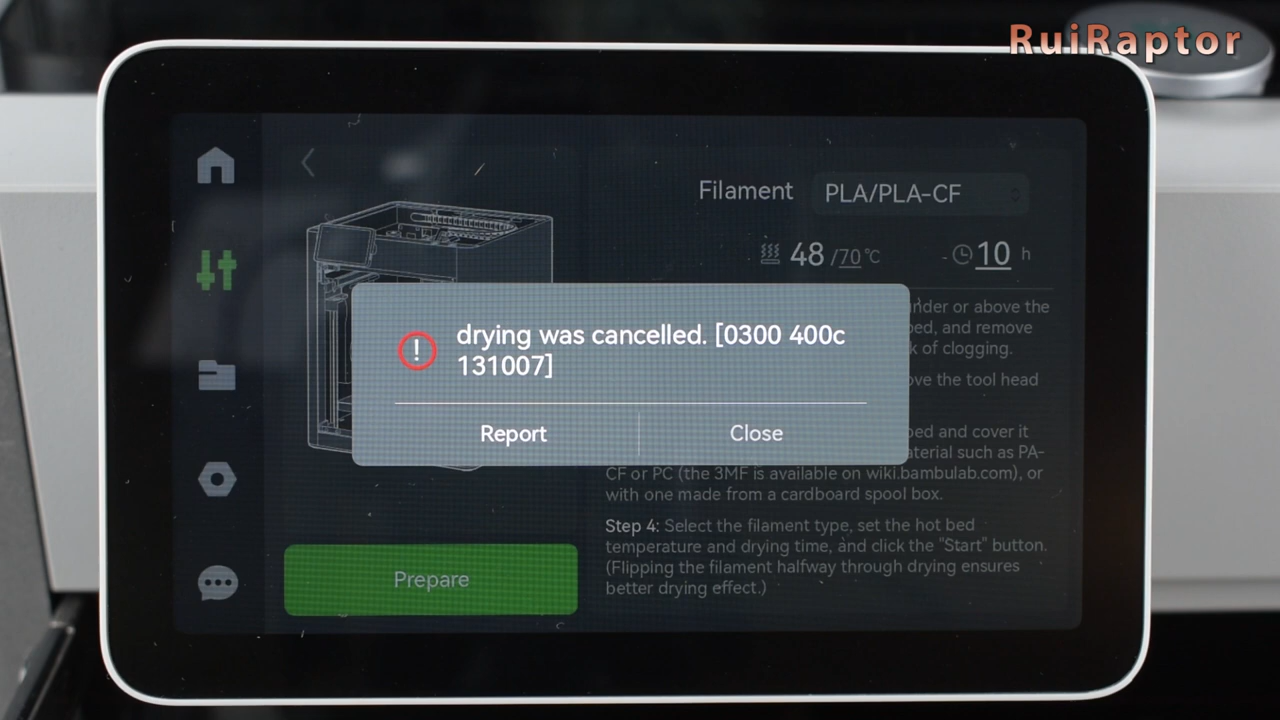 RuiRaptor
Filament PLA/PLA-CF
48 /70 °C - 10 h
under or above the
bed, and remove
of clogging.
the tool head
drying was cancelled. [0300 400c
131007]
Report Close
bed and cover it
material such as PA-
CF or PC (the 3MF is available on wiki.bambulab.com), or
with one made from a cardboard spool box.
Step 4: Select the filament type, set the hot bed
temperature and drying time, and click the "Start" button.
(Flipping the filament halfway through drying ensures
better drying effect.)
Prepare